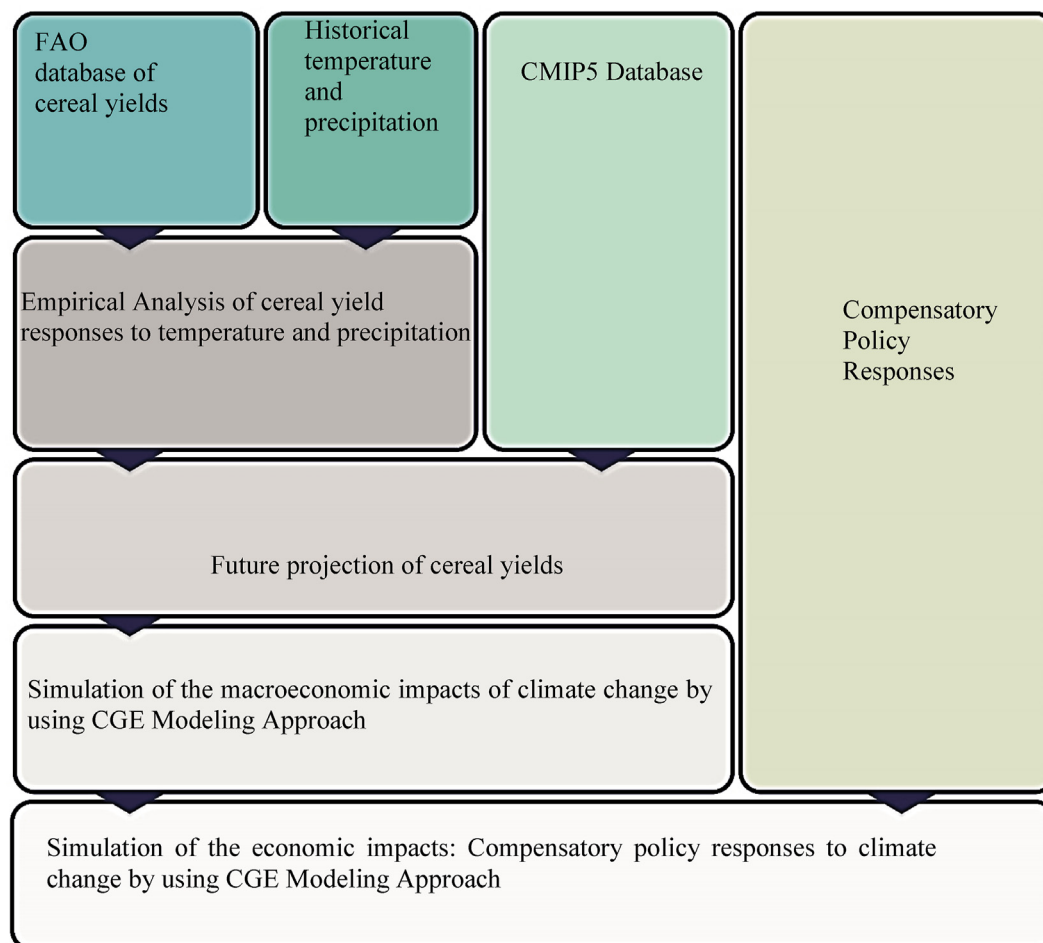 FAO
database of
cereal yields
Historical
temperature
and
precipitation
CMIP5 Database
Compensatory
Policy
Responses
Empirical Analysis of cereal yield
responses to temperature and precipitation
Future projection of cereal yields
Simulation of the macroeconomic impacts of climate change by
using CGE Modeling Approach
Simulation of the economic impacts: Compensatory policy responses to climate
change by using CGE Modeling Approach